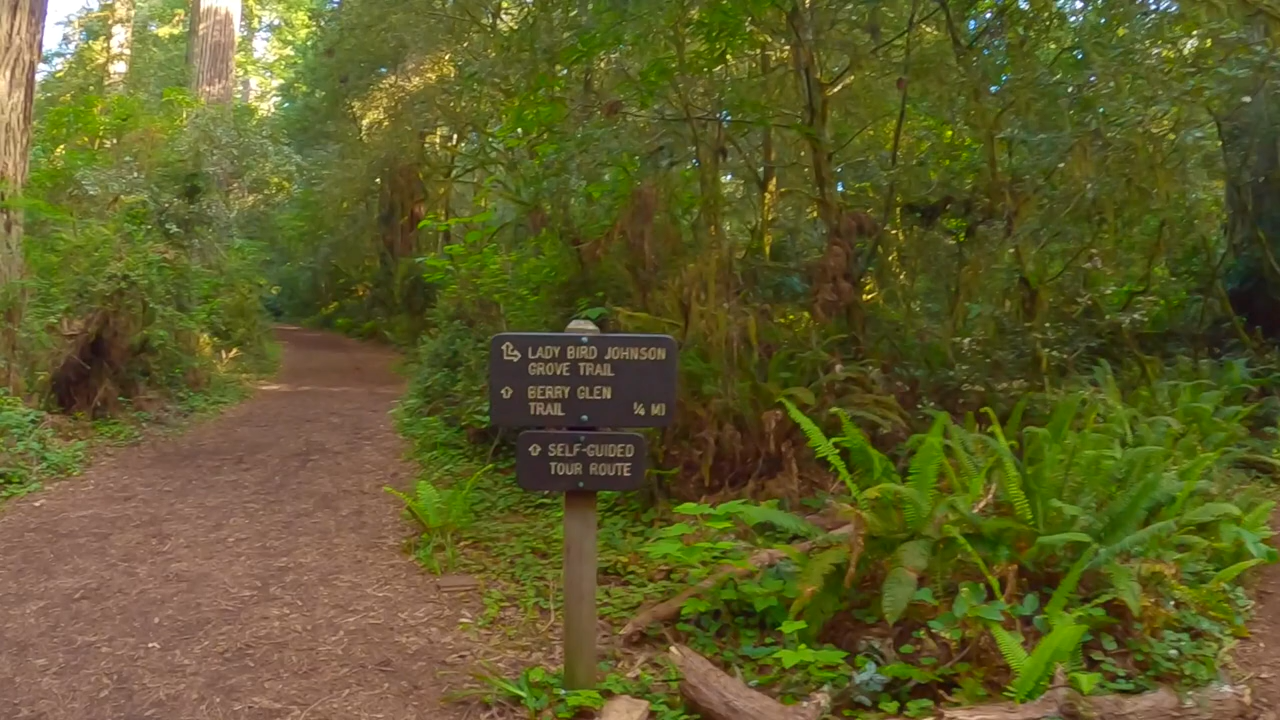 LADY BIRD JOHNSON
GROVE TRAIL
BERRY GLEN
TRAIL ¼ MI
SELF-GUIDED
TOUR ROUTE